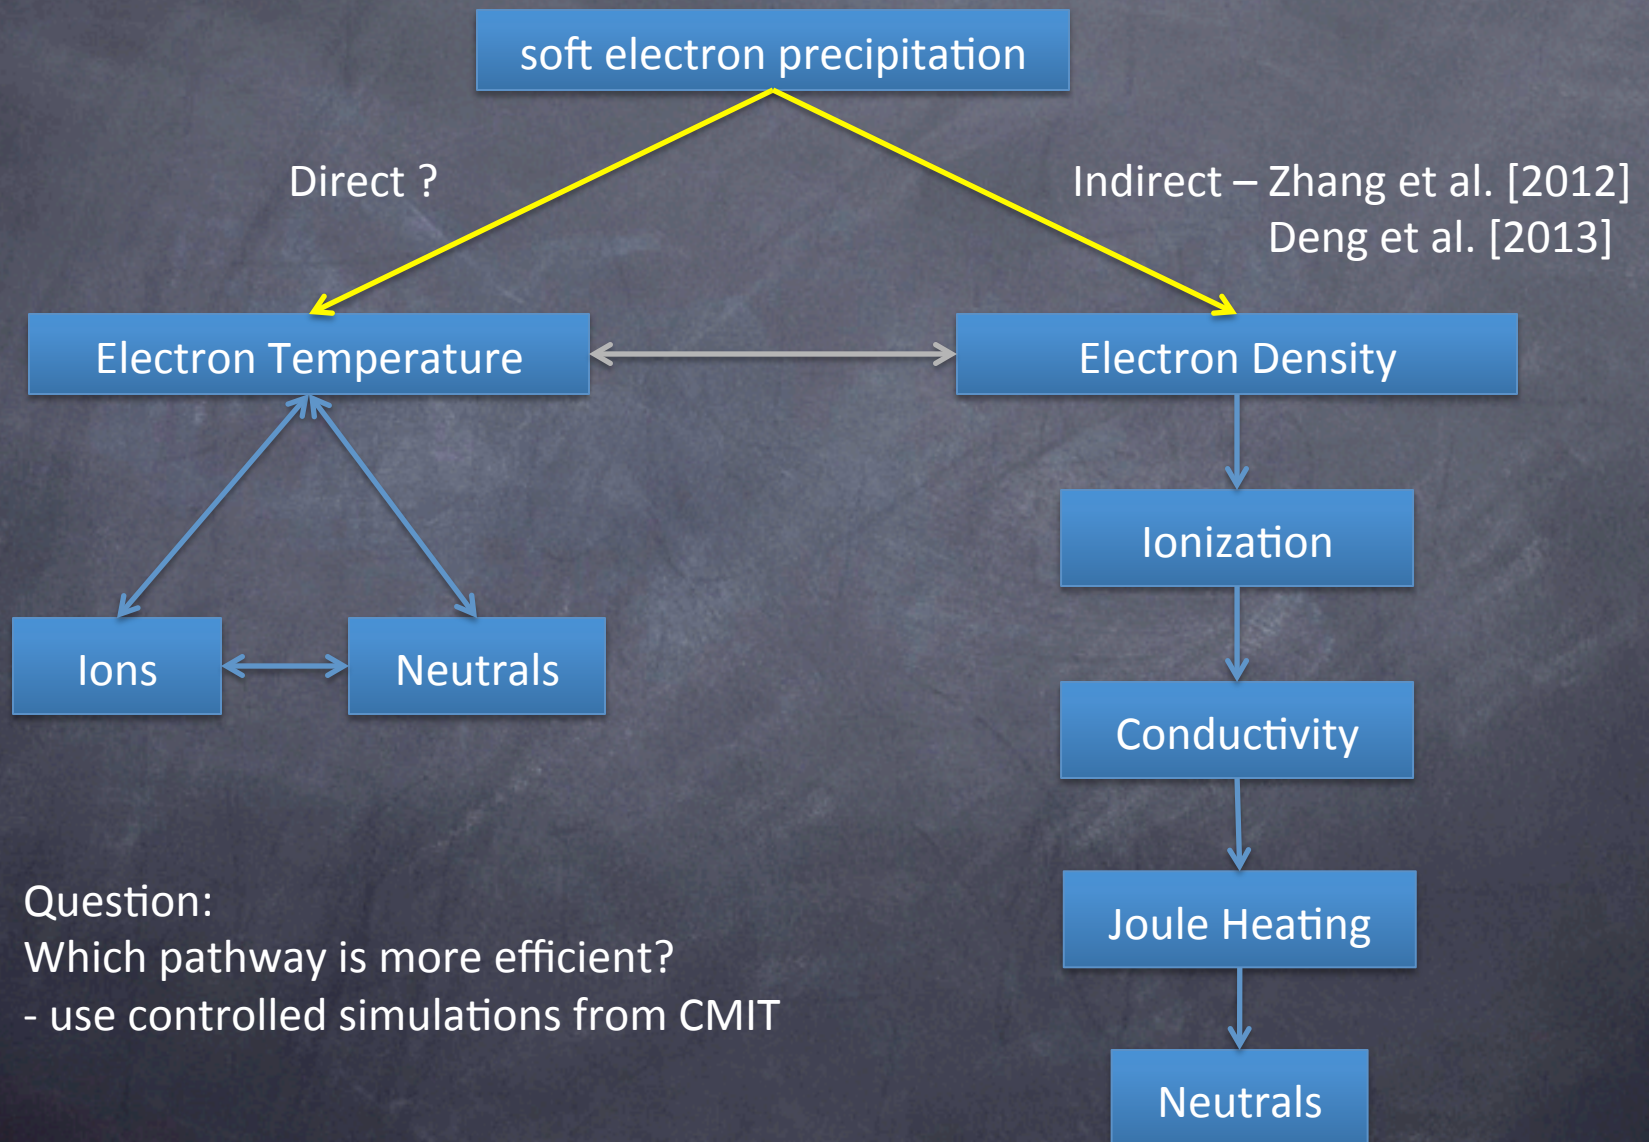 soft electron precipitation
Direct ?
Indirect – Zhang et al. [2012]
Deng et al. [2013]
Electron Temperature
Electron Density
Ionization
Ions
Neutrals
Conductivity
Joule Heating
Neutrals
Question:
Which pathway is more efficient?
- use controlled simulations from CMIT